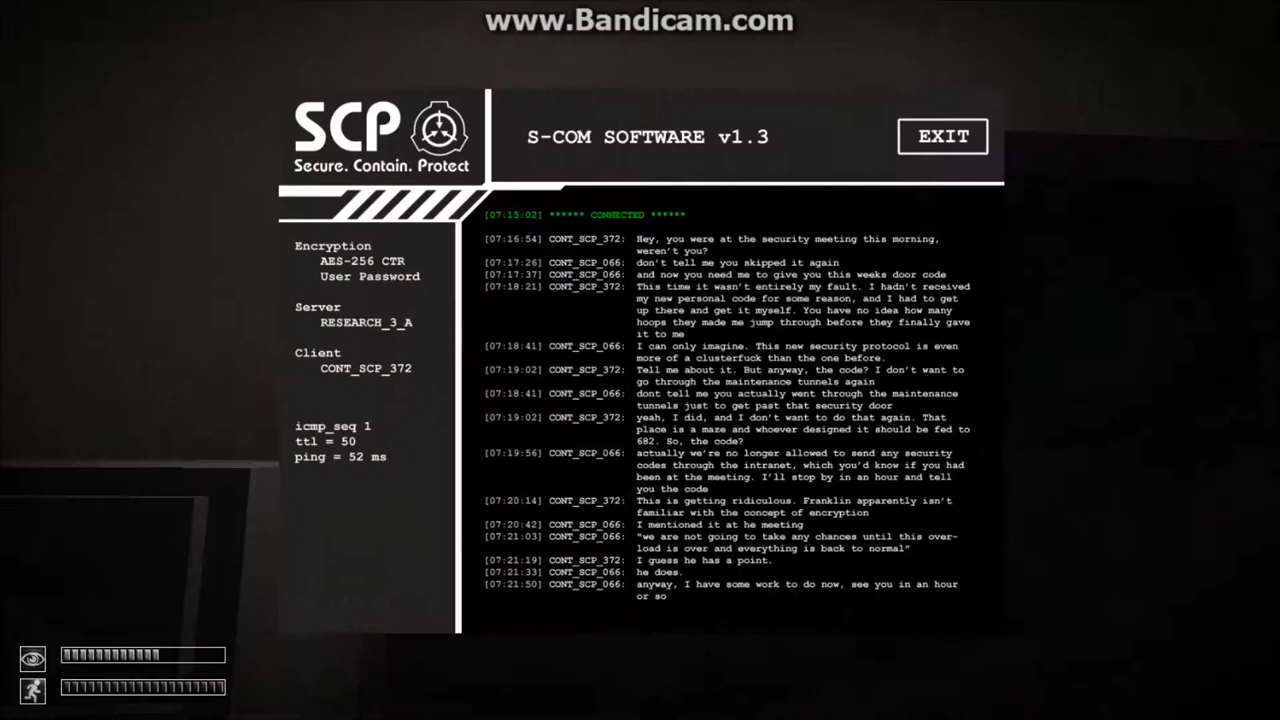 www.Bandicam.com
SCP
Secure. Contain. Protect
S-COM SOFTWARE v1.3
EXIT
Encryption
AES-256 CTR
User Password
Server
RESEARCH_3_A
Client
CONT_SCP_372
icmp_seq 1
ttl = 50
ping = 52 ms
[07:15:02] ****** CONNECTED ******
[07:16:54] CONT_SCP_372: Hey, you were at the security meeting this morning,
weren't you?
[07:17:26] CONT_SCP_066: don't tell me you skipped it again
[07:17:37] CONT_SCP_066: and now you need me to give you this weeks door code
[07:18:21] CONT_SCP_372: This time it wasn't entirely my fault. I hadn't received
my new personal code for some reason, and I had to get
up there and get it myself. You have no idea how many
hoops they made me jump through before they finally gave
it to me
[07:18:41] CONT_SCP_066: I can only imagine. This new security protocol is even
more of a clusterfuck than the one before.
[07:19:02] CONT_SCP_372: Tell me about it. But anyway, the code? I don't want to
go through the maintenance tunnels again
[07:18:41] CONT_SCP_066: dont tell me you actually went through the maintenance
tunnels just to get past that security door
[07:19:02] CONT_SCP_372: yeah, I did, and I don't want to do that again. That
place is a maze and whoever designed it should be fed to
682. So, the code?
[07:19:56] CONT_SCP_066: actually we're no longer allowed to send any security
codes through the intranet, which you'd know if you had
been at the meeting. I'll stop by in an hour and tell
you the code
[07:20:14] CONT_SCP_372: This is getting ridiculous. Franklin apparently isn't
familiar with the concept of encryption
[07:20:42] CONT_SCP_066: I mentioned it at he meeting
[07:21:03] CONT_SCP_066: "we are not going to take any chances until this over-
load is over and everything is back to normal"
[07:21:19] CONT_SCP_372: I guess he has a point.
[07:21:33] CONT_SCP_066: he does.
[07:21:50] CONT_SCP_066: anyway, I have some work to do now, see you in an hour
or so